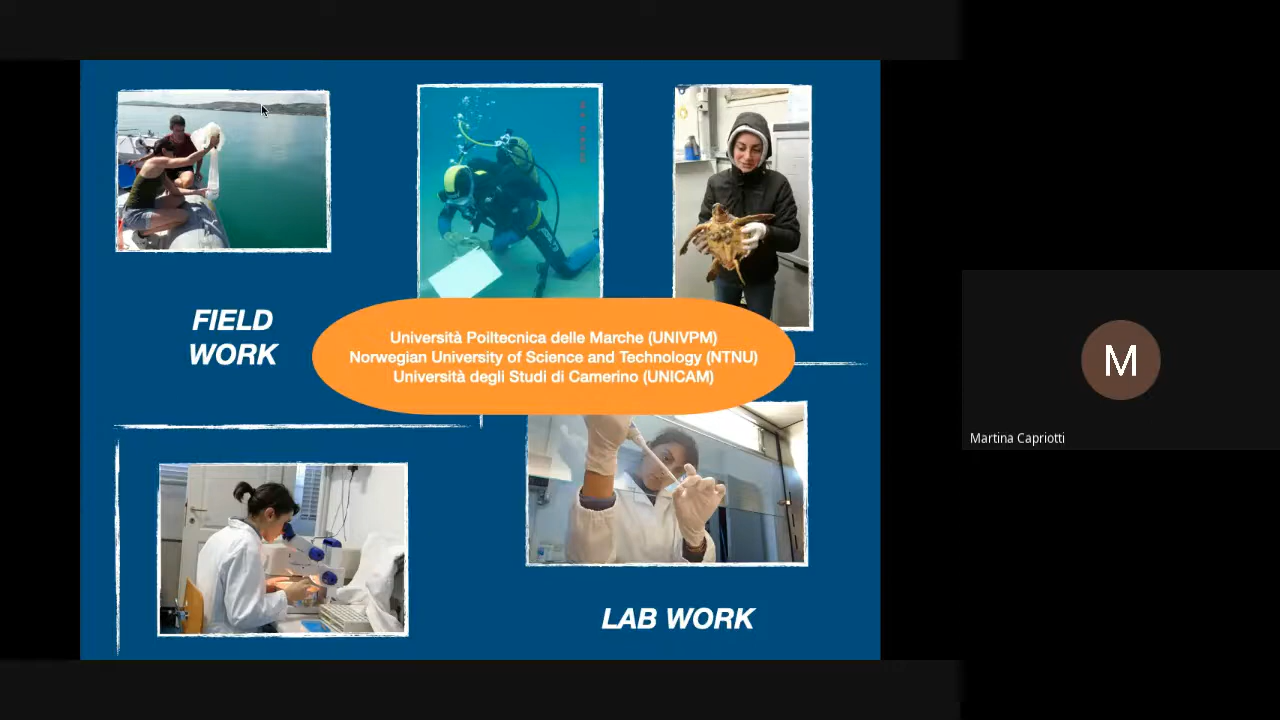 FIELD
WORK
Università Poiltecnica delle Marche (UNIVPM)
Norwegian University of Science and Technology (NTNU)
Università degli Studi di Camerino (UNICAM)
LAB WORK
M
Martina Capriotti